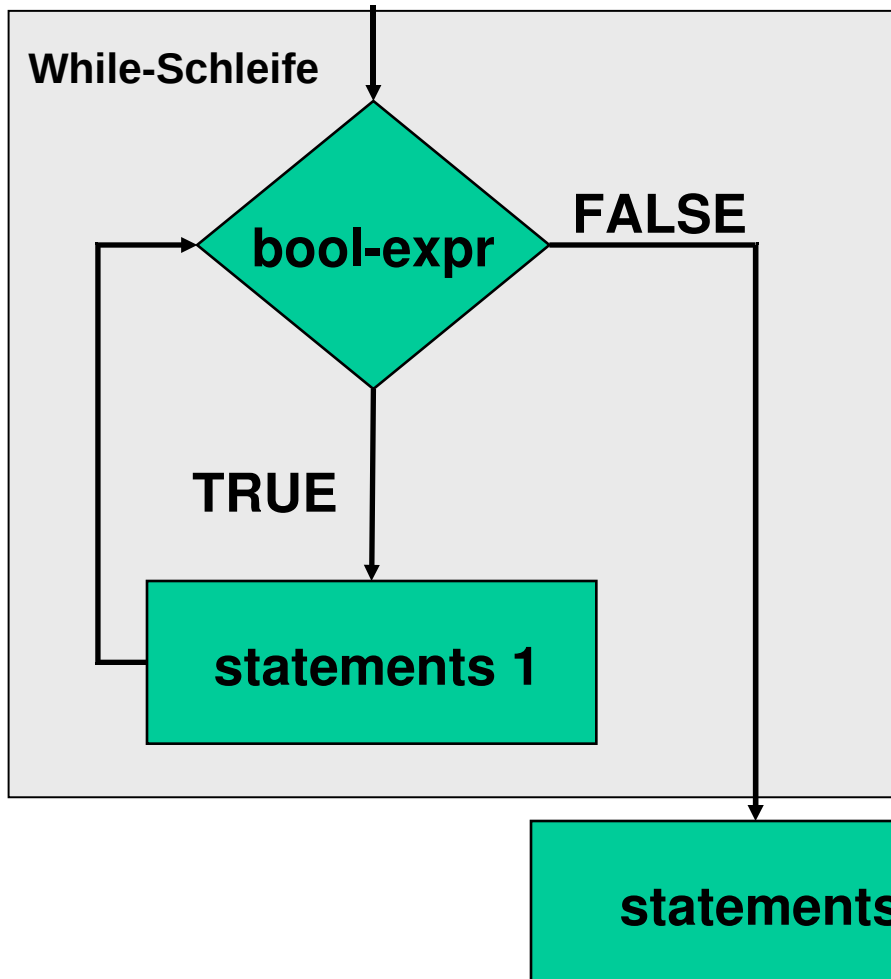 While-Schleife
FALSE
bool-expr
TRUE
statements 1
statements